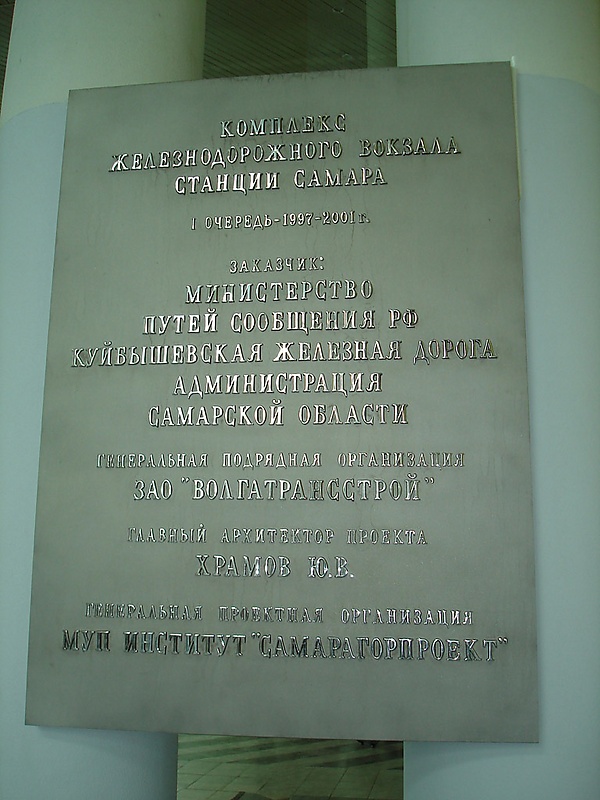 КОМПЛЕКС
ЖЕЛЕЗНОДОРОЖНОГО ВОКЗАЛА
СТАНЦИИ САМАРА
I ОЧЕРЕДЬ-1997-2001 г.
ЗАКАЗЧИК:
МИНИСТЕРСТВО
ПУТЕЙ СООБЩЕНИЯ РФ
КУЙБЫШЕВСКАЯ ЖЕЛЕЗНАЯ ДОРОГА
АДМИНИСТРАЦИЯ
САМАРСКОЙ ОБЛАСТИ
ГЕНЕРАЛЬНАЯ ПОДРЯДНАЯ ОРГАНИЗАЦИЯ
ЗАО "ВОЛГАТРАНССТРОЙ"
ГЛАВНЫЙ АРХИТЕКТОР ПРОЕКТА
ХРАМОВ Ю.В.
ГЕНЕРАЛЬНАЯ ПРОЕКТНАЯ ОРГАНИЗАЦИЯ
МУП ИНСТИТУТ "САМАРАГОРПРОЕКТ"